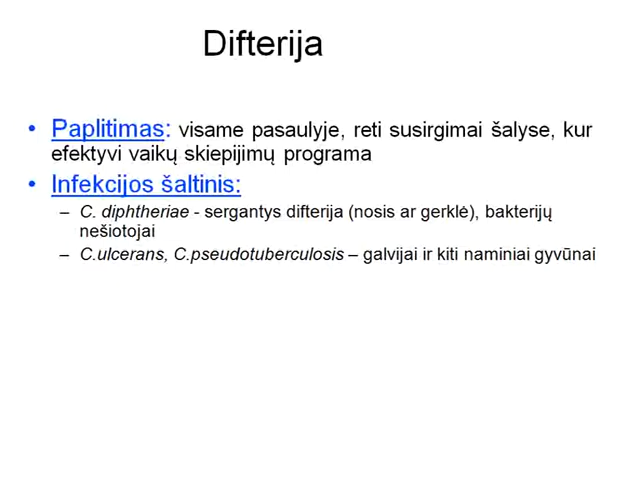 Difterija
• Paplitimas: visame pasaulyje, reti susirgimai šalyse, kur
efektyvi vaikų skiepijimų programa
• Infekcijos šaltinis:
– C. diphtheriae - sergantys difterija (nosis ar gerklė), bakterijų
nešiotojai
– C.ulcerans, C.pseudotuberculosis – galvijai ir kiti naminiai gyvūnai